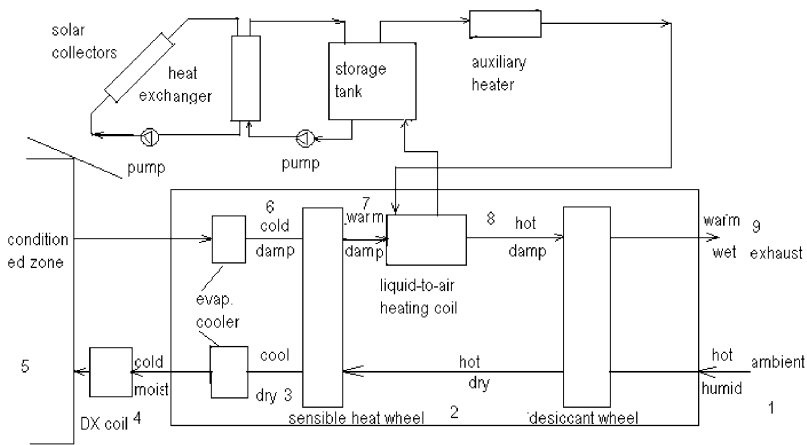 solar
collectors
heat
exchanger
storage
tank
auxiliary
heater
pump
pump
condition
ed zone
6
cold
damp
7
warm
damp
8
hot
damp
warm
wet
9
exhaust
liquid-to-air
heating coil
evap.
cooler
5
cold
moist
cool
dry 3
hot
dry
hot
humid
ambient
1
DX coil 4
sensible heat wheel
2
desiccant wheel